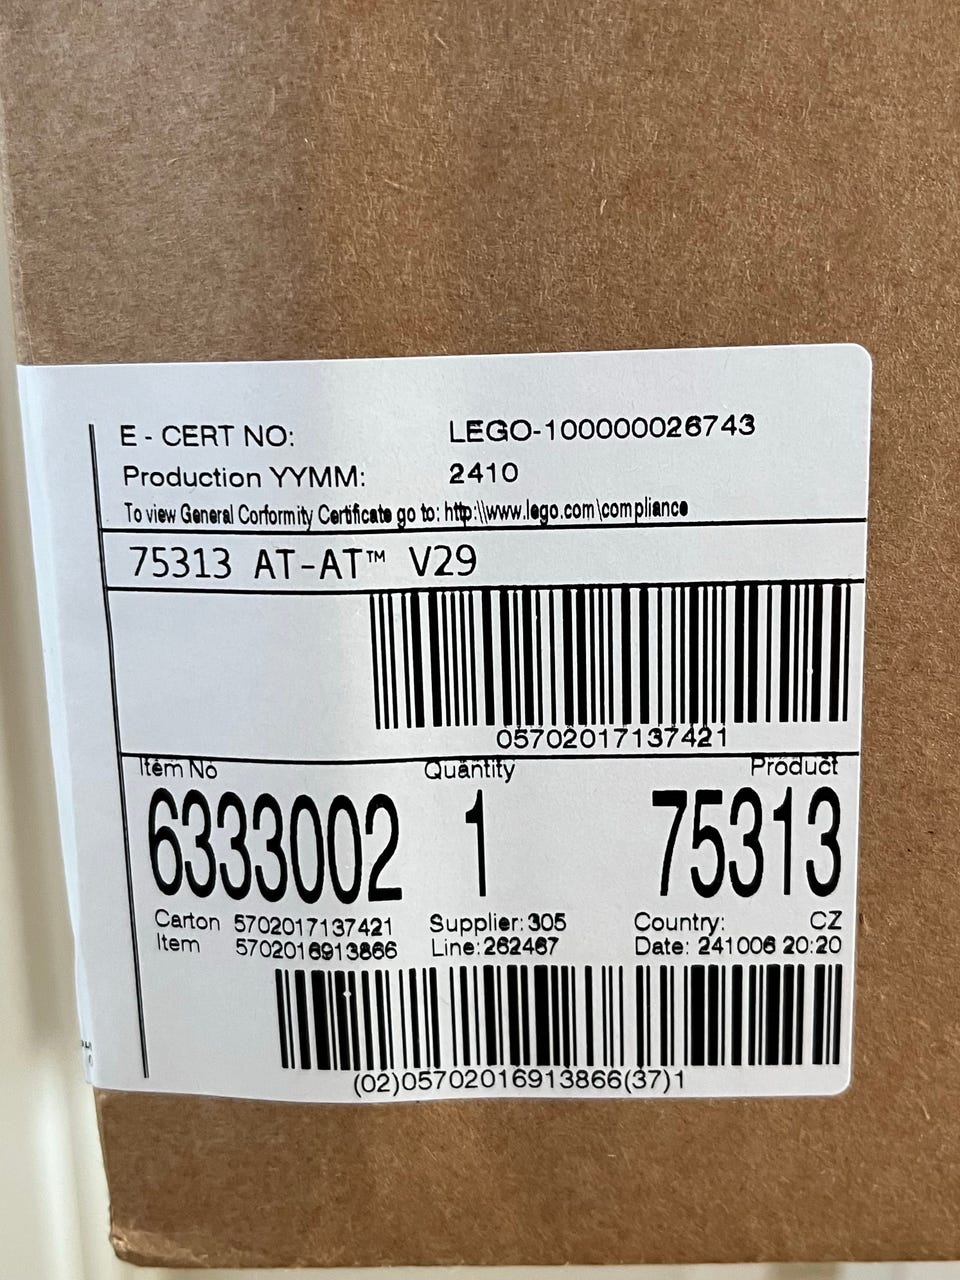 E - CERT NO: LEGO-100000026743
Production YYMM: 2410
To view General Corformity Certificate go to: http:\\www.lego.com\compliance
75313 AT-AT™ V29
05702017137421
Item No Quantity Product
6333002 1 75313
Carton 5702017137421 Supplier: 305 Country: CZ
Item 5702016913866 Line: 262467 Date: 241006 20:20
(02)05702016913866(37)1